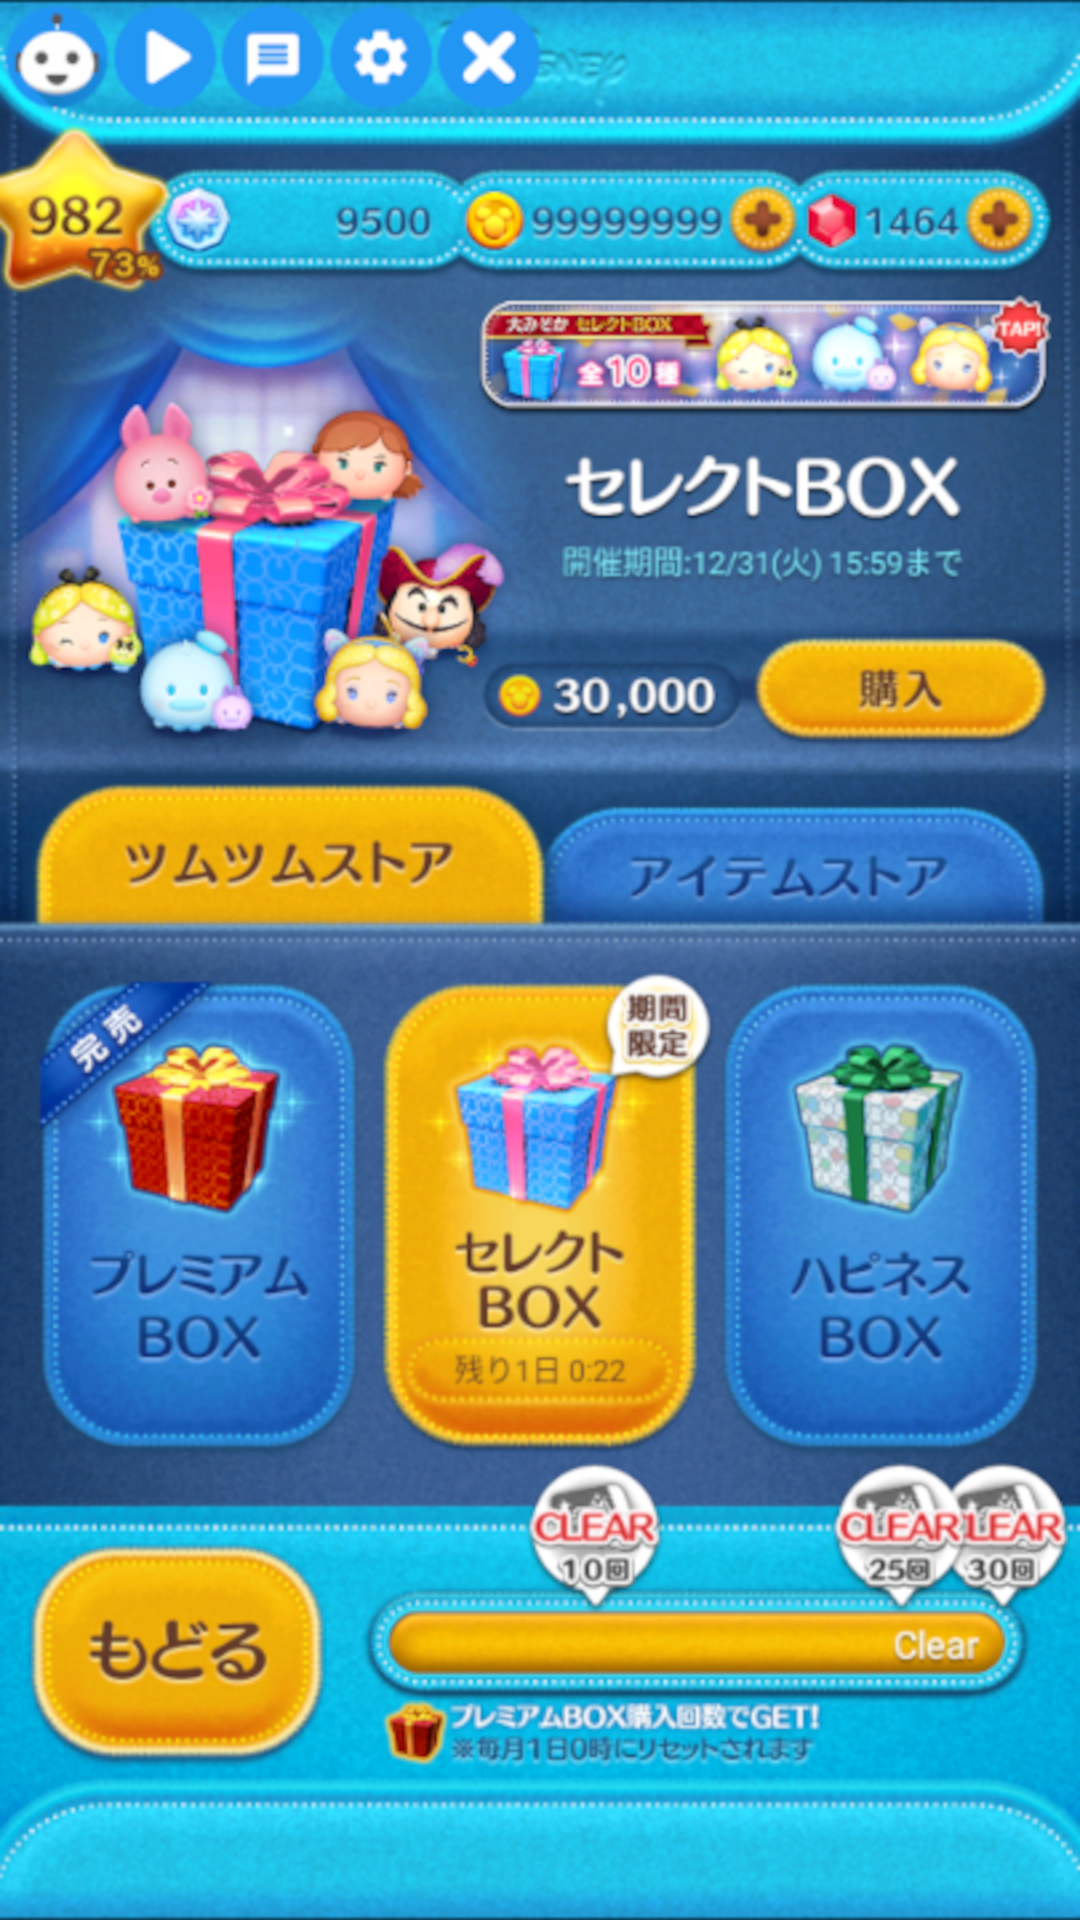 982
73%
9500
99999999
1464
大みそか セレクトBOX
全10種
TAP!
セレクトBOX
開催期間:12/31(火) 15:59まで
30,000
購入
ツムツムストア
アイテムストア
完売
プレミアム
BOX
期間
限定
セレクト
BOX
残り1日 0:22
ハピネス
BOX
CLEAR
10回
CLEAR
25回
CLEAR
30回
もどる
Clear
プレミアムBOX購入回数でGET!
※毎月1日0時にリセットされます